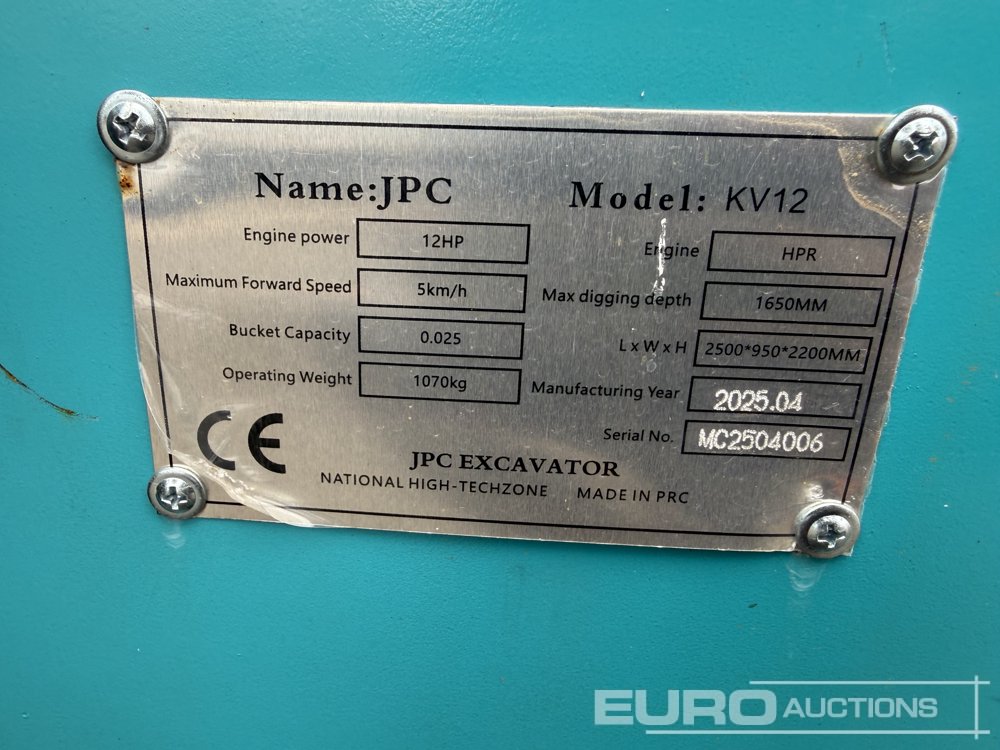 Name:JPC Model: KV12
Engine power 12HP Engine HPR
Maximum Forward Speed 5km/h Max digging depth 1650MM
Bucket Capacity 0.025 L x W x H 2500*950*2200MM
Operating Weight 1070kg Manufacturing Year 2025.04
Serial No. MC2504006
CE
JPC EXCAVATOR
NATIONAL HIGH-TECHZONE MADE IN PRC
EURO AUCTIONS